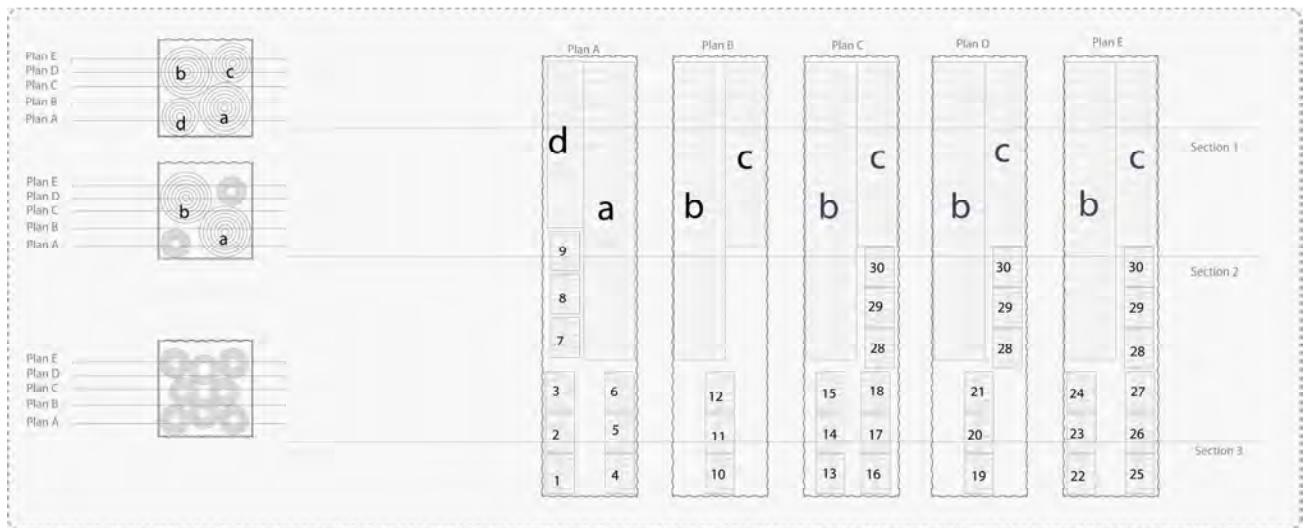 Plan A
Plan B
Plan C
Plan D
Plan E
Plan E
Plan D
Plan C
Plan B
Plan A
b
c
d
a
Section 1
d
c
c
c
c
a
b
b
b
b
Plan E
Plan D
Plan C
Plan B
Plan A
b
a
Section 2
9
30
30
30
8
29
29
29
7
28
28
28
Plan E
Plan D
Plan C
Plan B
Plan A
3
6
12
15
18
21
24
27
2
5
11
14
17
20
23
26
Section 3
1
4
10
13
16
19
22
25